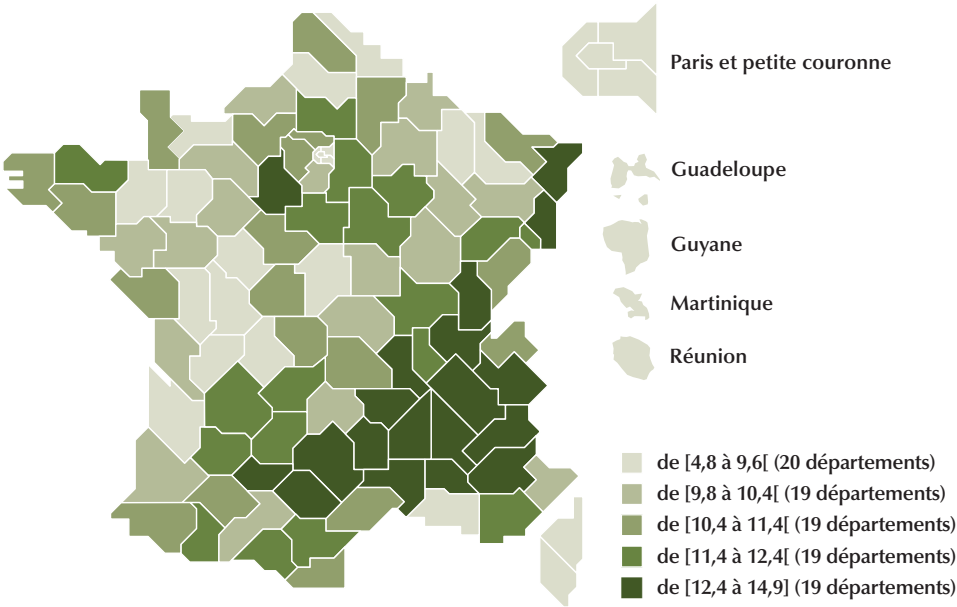 Paris et petite couronne
Guadeloupe
Guyane
Martinique
Réunion
de [4,8 à 9,6[ (20 départements)
de [9,8 à 10,4[ (19 départements)
de [10,4 à 11,4[ (19 départements)
de [11,4 à 12,4[ (19 départements)
de [12,4 à 14,9] (19 départements)